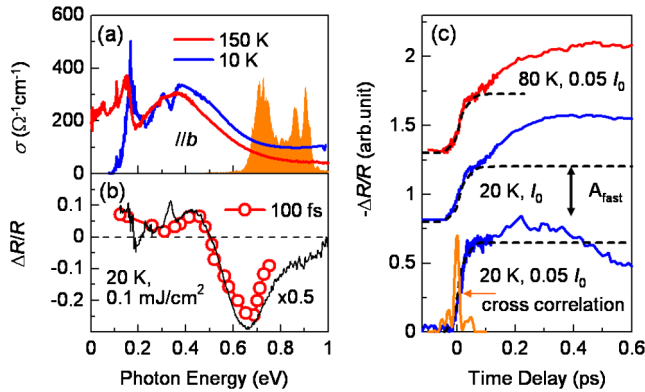 (a)
150 K
10 K
//b
600
400
200
0
σ (Ω⁻¹cm⁻¹)
(b)
100 fs
20 K,
0.1 mJ/cm²
x0.5
0.1
0
-0.1
-0.2
ΔR/R
0 0.2 0.4 0.6 0.8 1
Photon Energy (eV)
(c)
80 K, 0.05 I₀
20 K, I₀
A_fast
20 K, 0.05 I₀
cross correlation
2
1.5
1
0.5
0
-ΔR/R (arb.unit)
0 0.2 0.4 0.6
Time Delay (ps)